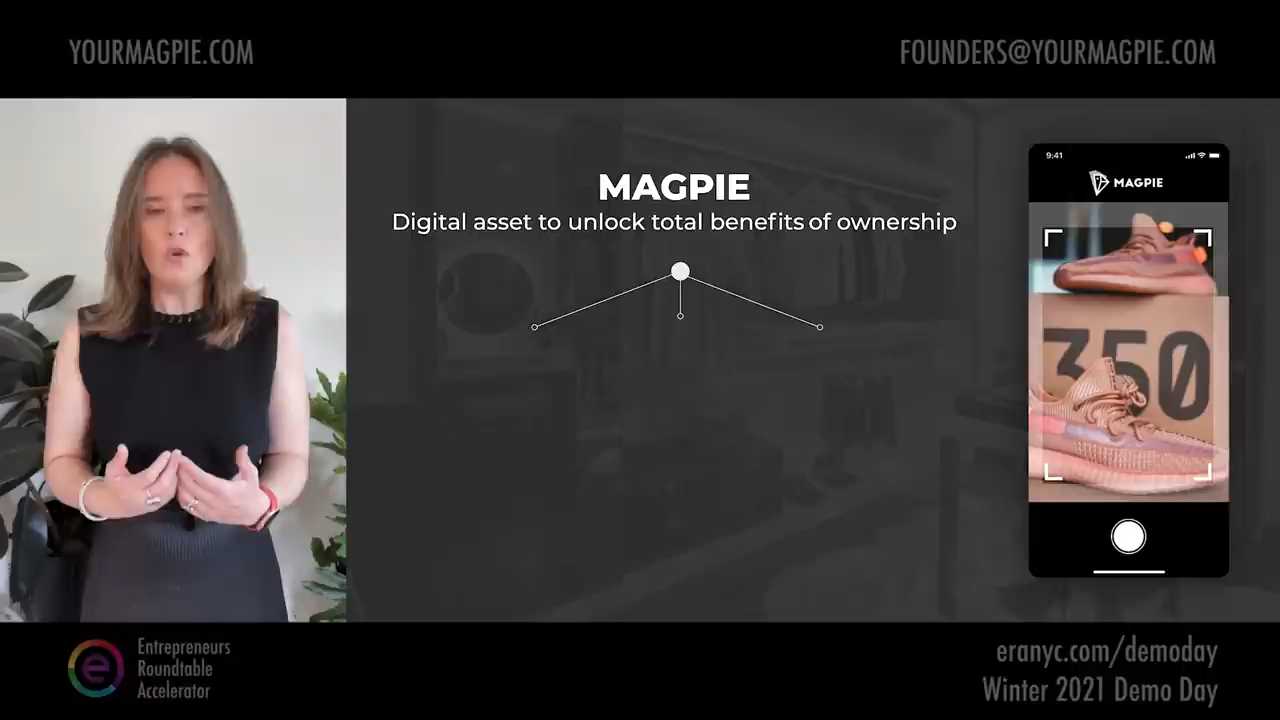 YOURMAGPIE.COM
FOUNDERS@YOURMAGPIE.COM
MAGPIE
Digital asset to unlock total benefits of ownership
9:41
MAGPIE
350
Entrepreneurs
Roundtable
Accelerator
eranyc.com/demoday
Winter 2021 Demo Day